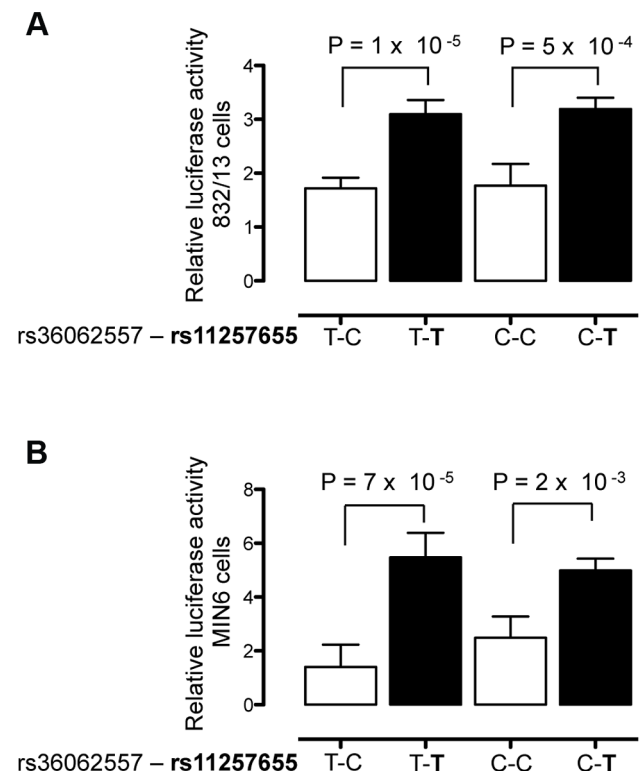 A
P = 1 x 10 -5 P = 5 x 10 -4
Relative luciferase activity
832/13 cells
4
3
2
1
0
rs36062557 – rs11257655 T-C T-T C-C C-T
B
P = 7 x 10 -5 P = 2 x 10 -3
Relative luciferase activity
MIN6 cells
8
6
4
2
0
rs36062557 – rs11257655 T-C T-T C-C C-T